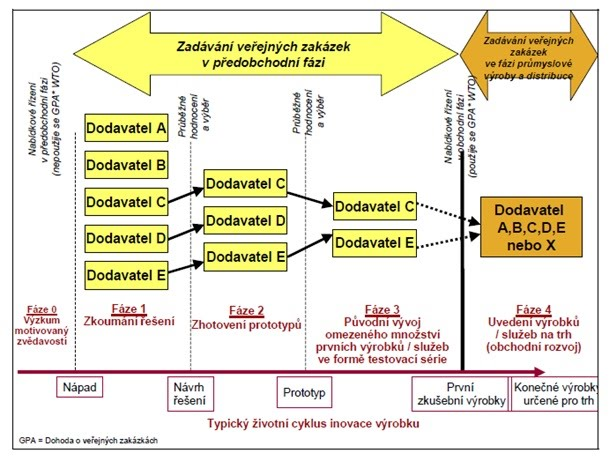 Zadávání veřejných zakázek
v předobchodní fázi
Zadávání veřejných
zakázek
ve fázi průmyslové
výroby a distribuce
Nabídkové řízení
v předobchodní fázi
(nepoužije se GPA* WTO)
Průběžné
hodnocení
a výběr
Průběžné
hodnocení
a výběr
Nabídkové řízení
v obchodní fázi
(použije se GPA* WTO)
Dodavatel A
Dodavatel B
Dodavatel C
Dodavatel D
Dodavatel E
Dodavatel C
Dodavatel D
Dodavatel E
Dodavatel C
Dodavatel E
Dodavatel
A,B,C,D,E
nebo X
Fáze 0
Výzkum
motivovaný
zvědavostí
Fáze 1
Zkoumání řešení
Fáze 2
Zhotovení prototypů
Fáze 3
Původní vývoj
omezeného množství
prvních výrobků / služeb
ve formě testovací série
Fáze 4
Uvedení výrobků
/ služeb na trh
(obchodní rozvoj)
Nápad
Návrh
řešení
Prototyp
První
zkušební výrobky
Konečné výrobky
určené pro trh
Typický životní cyklus inovace výrobku
GPA = Dohoda o veřejných zakázkách